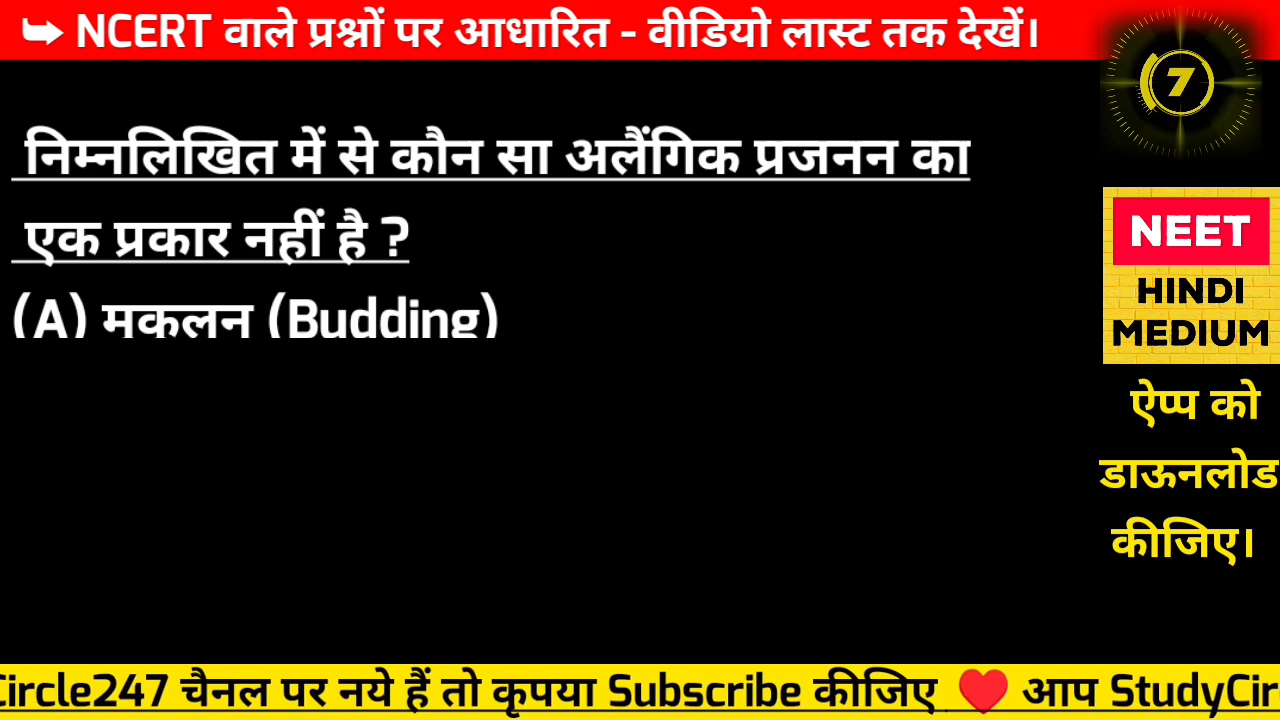 ➥ NCERT वाले प्रश्नों पर आधारित - वीडियो लास्ट तक देखें।
7
निम्नलिखित में से कौन सा अलैंगिक प्रजनन का
एक प्रकार नहीं है ?
(A) मुकुलन (Budding)
NEET
HINDI
MEDIUM
ऐप्प को
डाऊनलोड
कीजिए।
Circle247 चैनल पर नये हैं तो कृपया Subscribe कीजिए ❤️ आप StudyCir